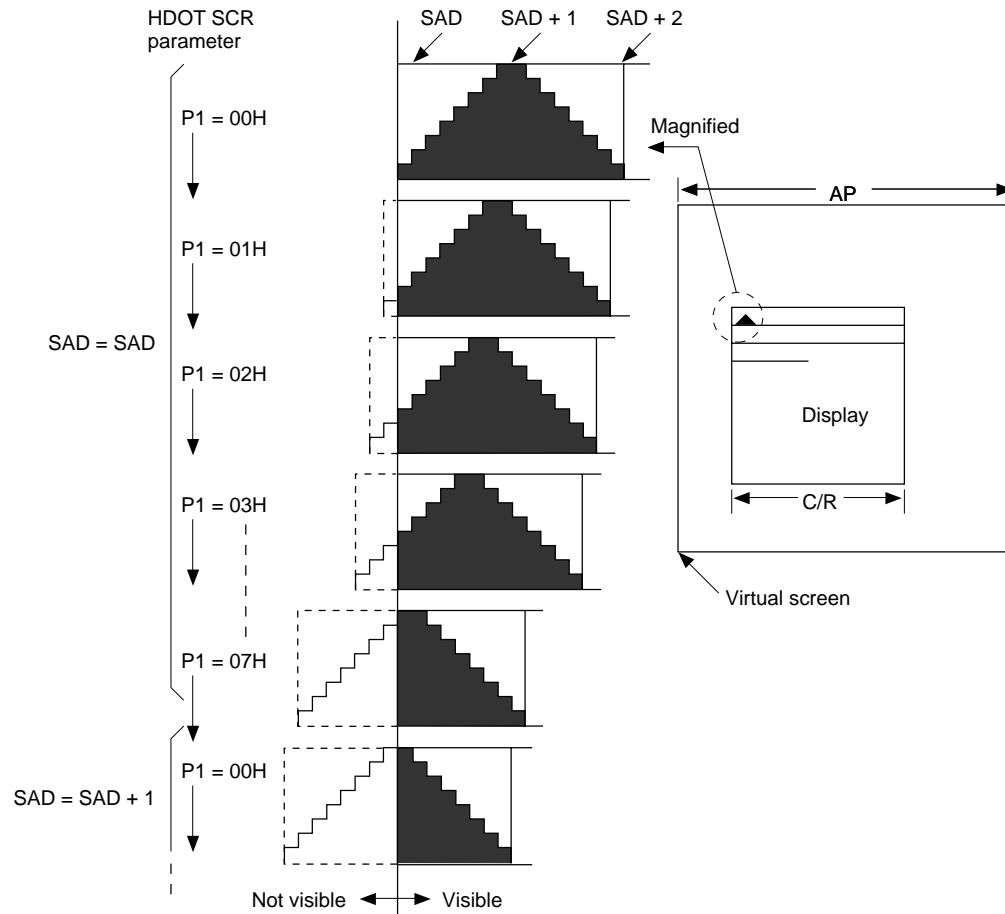 HDOT SCR
parameter
SAD
SAD + 1
SAD + 2
P1 = 00H
Magnified
AP
P1 = 01H
SAD = SAD
P1 = 02H
Display
P1 = 03H
C/R
Virtual screen
P1 = 07H
P1 = 00H
SAD = SAD + 1
Not visible
Visible